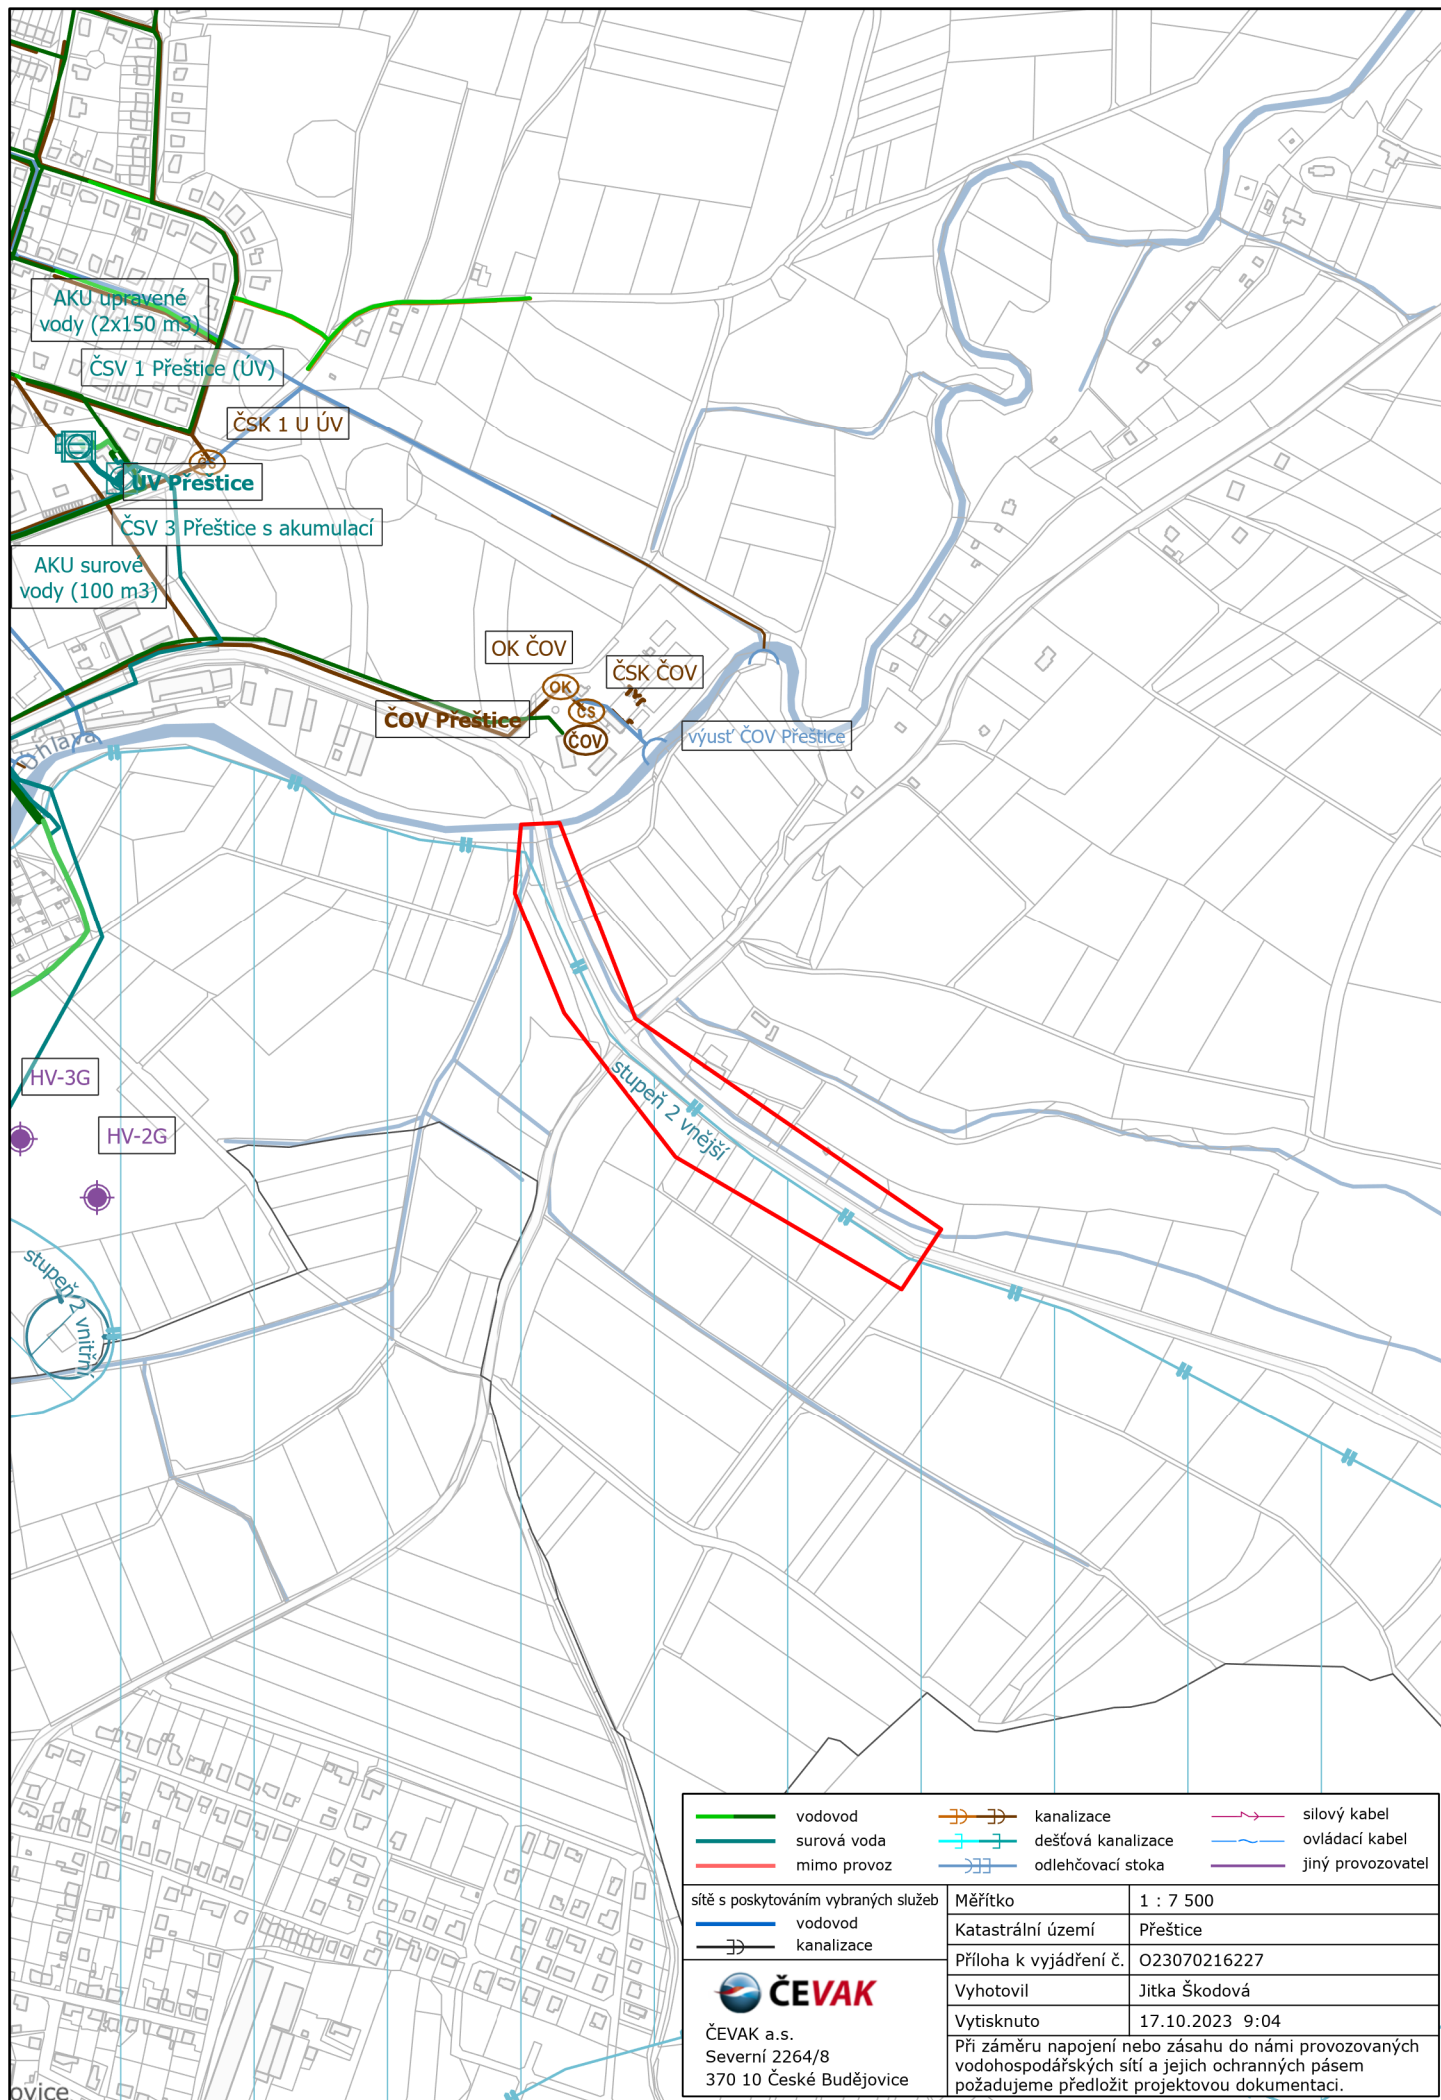 AKU upravené
vody (2x150 m3)
ČSV 1 Přeštice (ÚV)
ČSK 1 U ÚV
ČS
ÚV Přeštice
ČSV 3 Přeštice s akumulací
AKU surové
vody (100 m3)
OK ČOV
ČSK ČOV
OK
ČS
ČOV Přeštice
ČOV
výusť ČOV Přeštice
Úhlava
HV-3G
HV-2G
stupeň 2 vnější
stupeň 2 vnitřní
ovice
vodovod
surová voda
mimo provoz
kanalizace
dešťová kanalizace
odlehčovací stoka
silový kabel
ovládací kabel
jiný provozovatel
sítě s poskytováním vybraných služeb
vodovod
kanalizace
Měřítko 1 : 7 500
Katastrální území Přeštice
Příloha k vyjádření č. O23070216227
Vyhotovil Jitka Škodová
Vytisknuto 17.10.2023 9:04
ČEVAK
ČEVAK a.s.
Severní 2264/8
370 10 České Budějovice
Při záměru napojení nebo zásahu do námi provozovaných
vodohospodářských sítí a jejich ochranných pásem
požadujeme předložit projektovou dokumentaci.